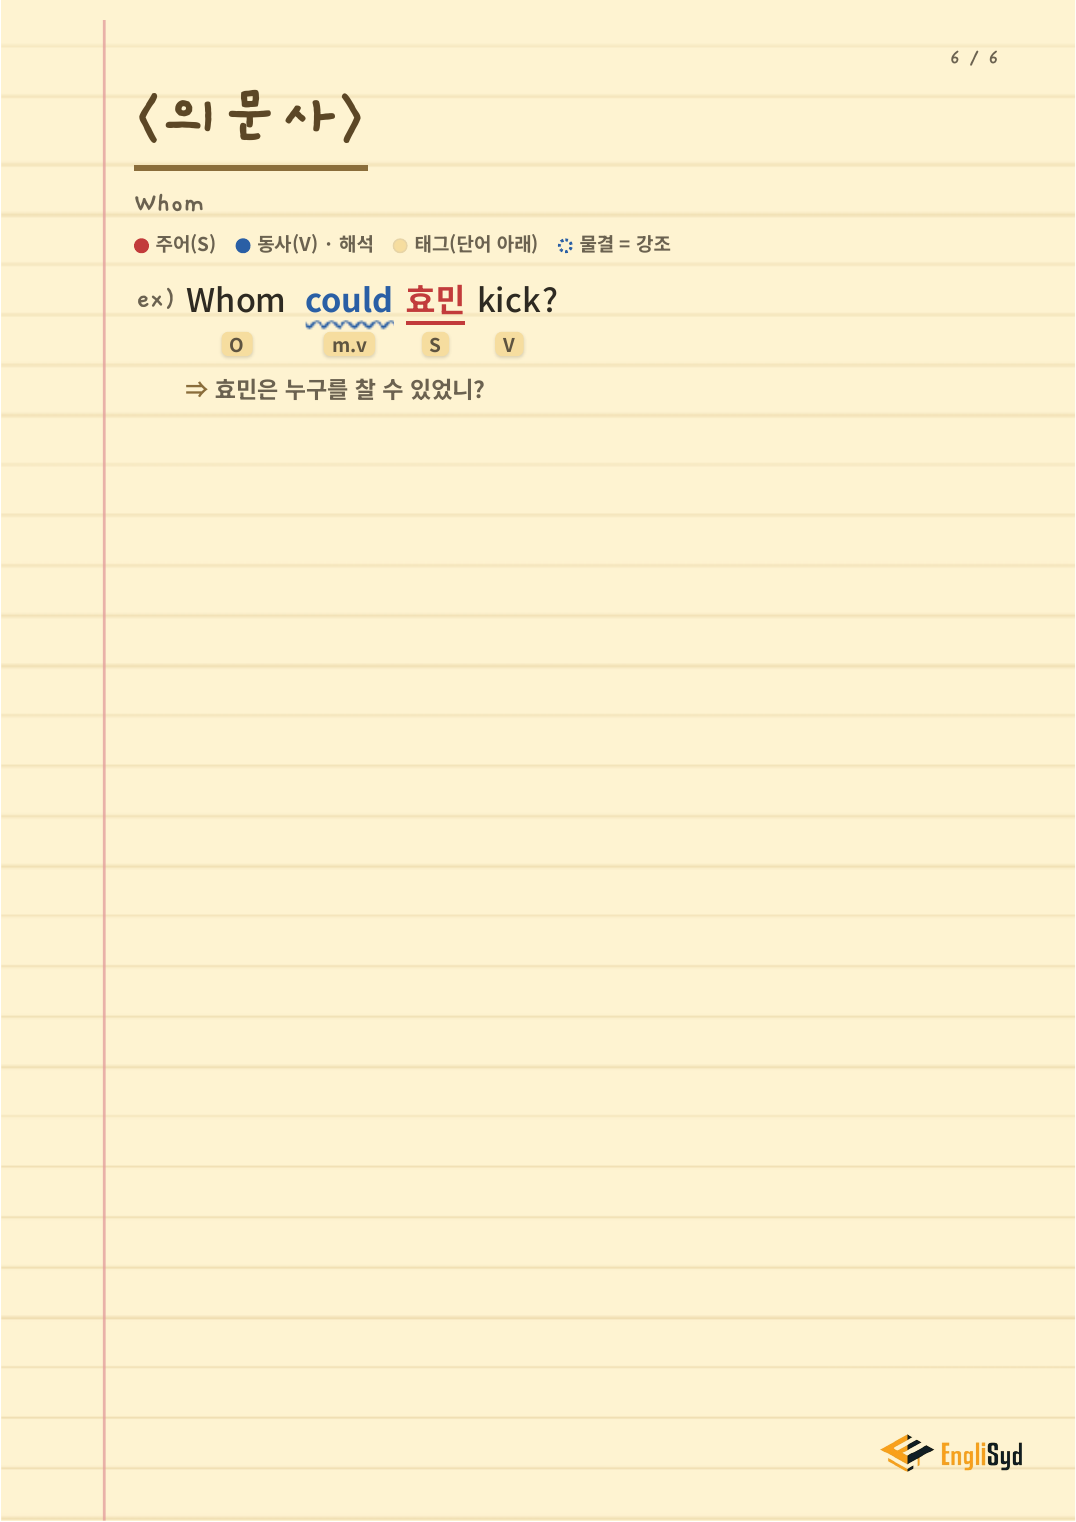 6 / 6
<의문사>
Whom
주어(S) 동사(V) · 해석 태그(단어 아래) 물결 = 강조
ex) Whom could 효민 kick?
O m.v S V
⇒ 효민은 누구를 찰 수 있었니?
EngliSyd